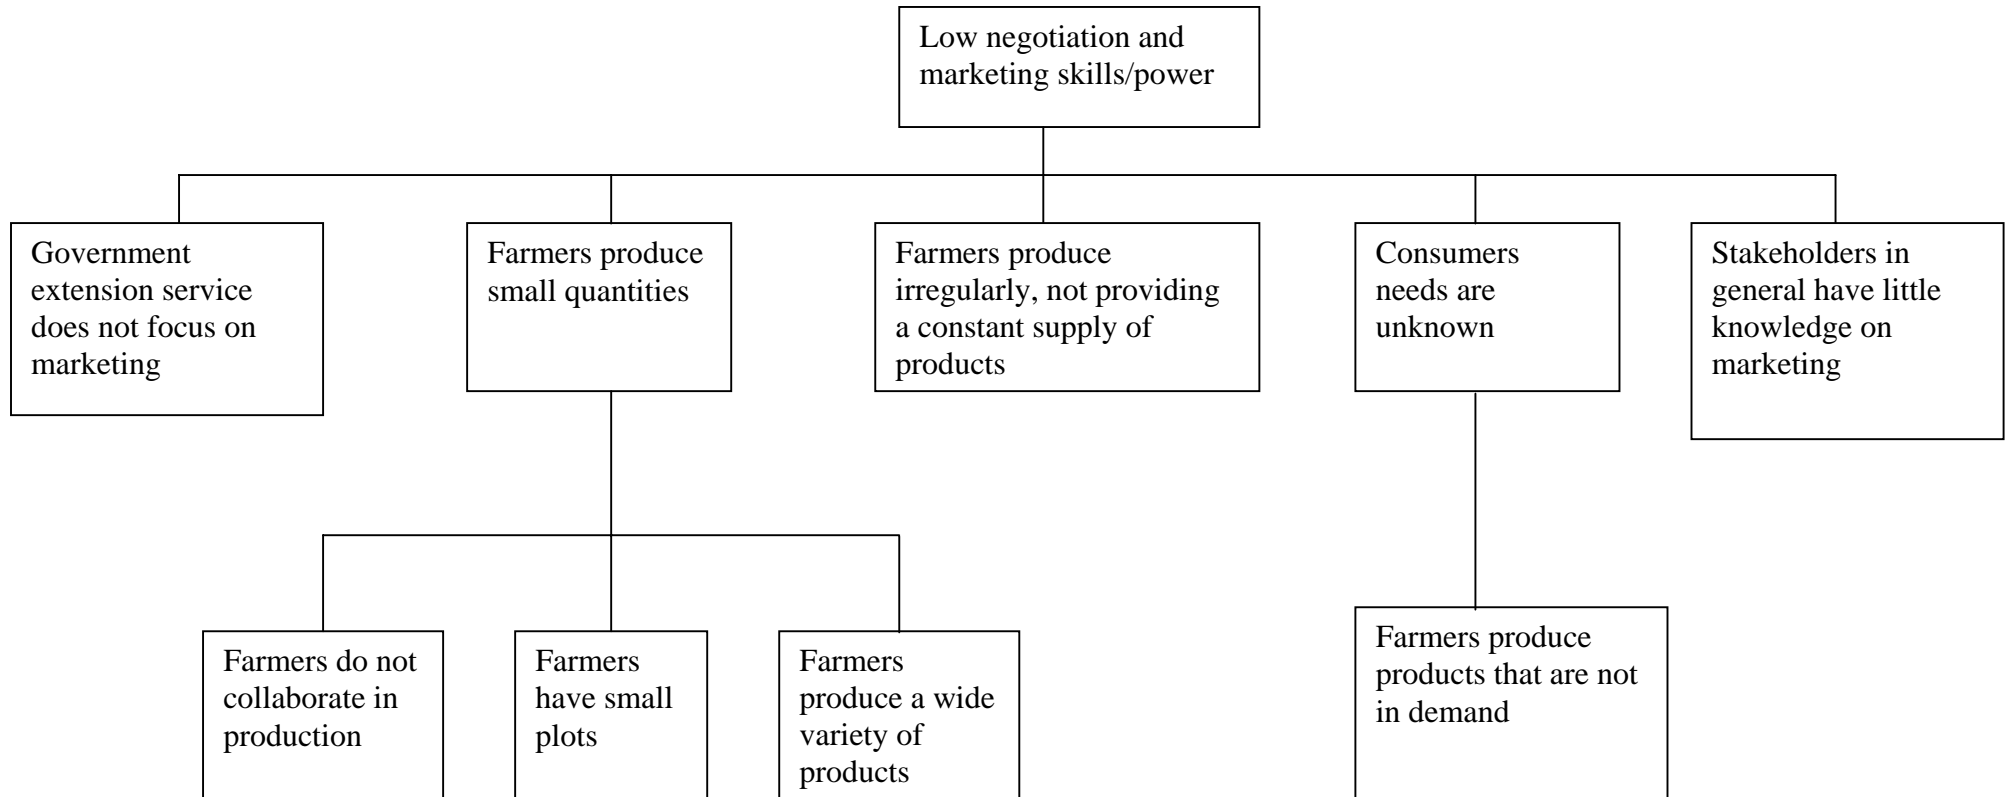 Low negotiation and
marketing skills/power
Government
extension service
does not focus on
marketing
Farmers produce
small quantities
Farmers produce
irregularly, not providing
a constant supply of
products
Consumers
needs are
unknown
Stakeholders in
general have little
knowledge on
marketing
Farmers do not
collaborate in
production
Farmers
have small
plots
Farmers
produce a wide
variety of
products
Farmers produce
products that are not
in demand